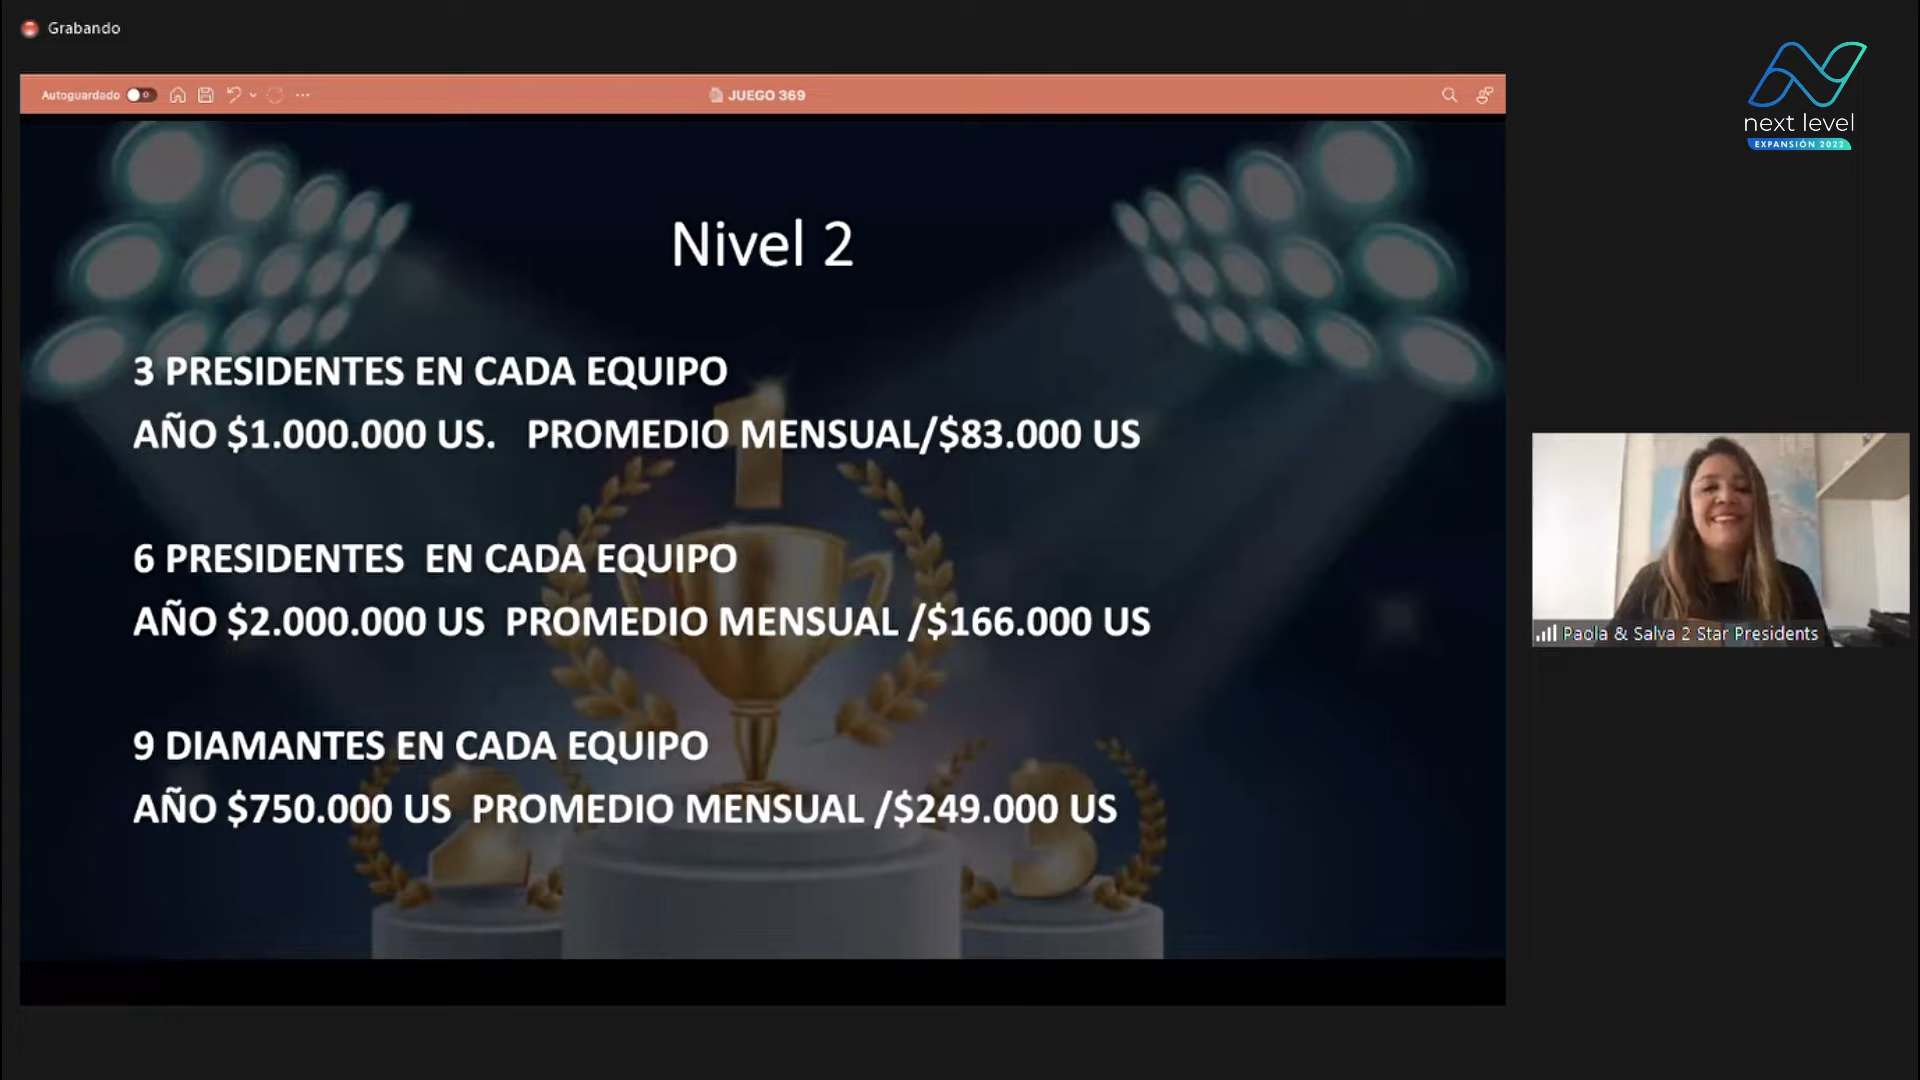 Grabando
Autoguardado
JUEGO 369
next level
EXPANSIÓN 2022
Nivel 2
3 PRESIDENTES EN CADA EQUIPO
AÑO $1.000.000 US. PROMEDIO MENSUAL/$83.000 US
6 PRESIDENTES EN CADA EQUIPO
AÑO $2.000.000 US PROMEDIO MENSUAL /$166.000 US
9 DIAMANTES EN CADA EQUIPO
AÑO $750.000 US PROMEDIO MENSUAL /$249.000 US
1
2
3
Paola & Salva 2 Star Presidents